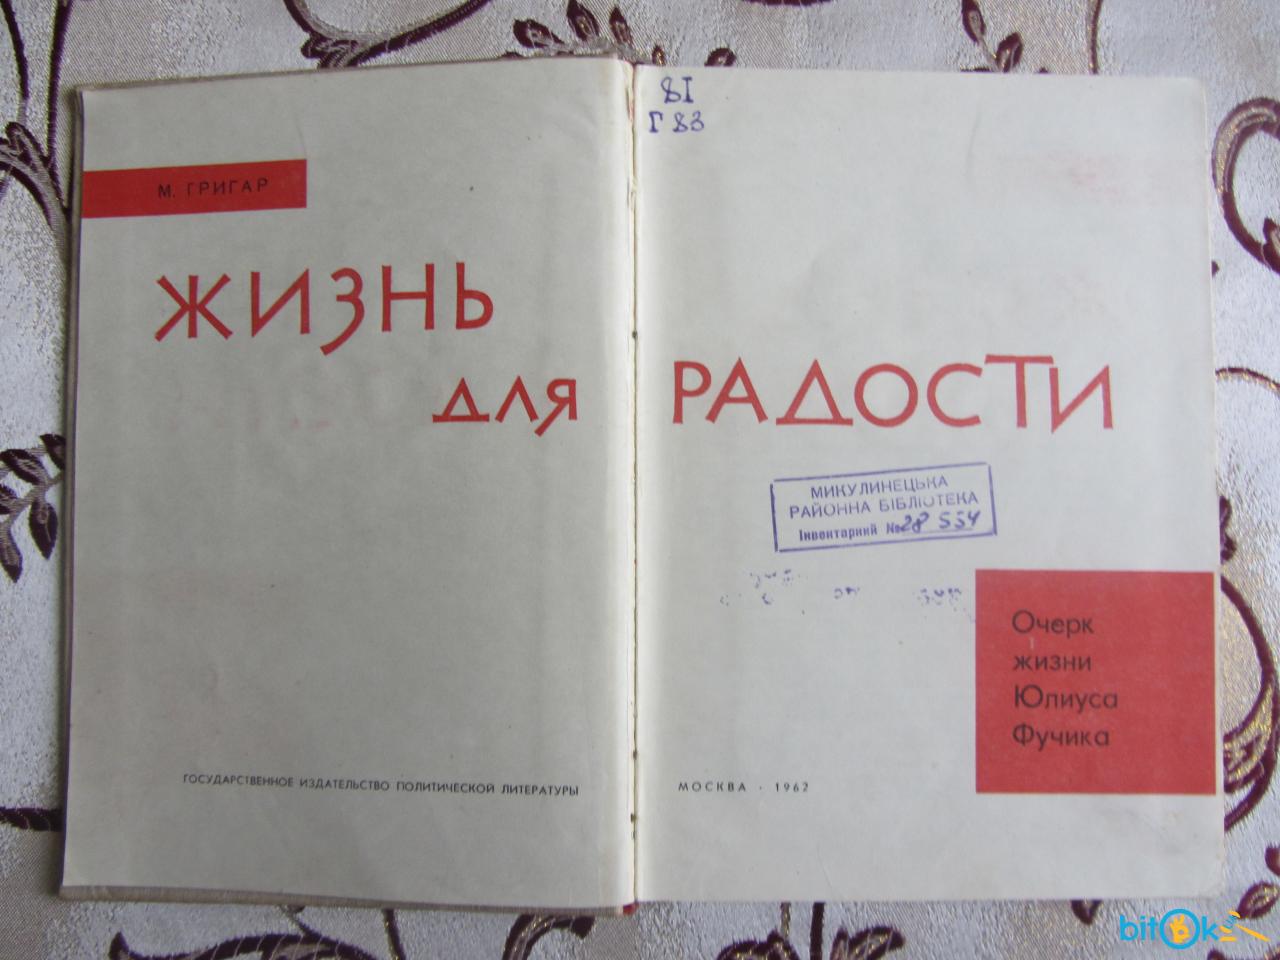 М. ГРИГАР
ЖИЗНЬ
ДЛЯ
ГОСУДАРСТВЕННОЕ ИЗДАТЕЛЬСТВО ПОЛИТИЧЕСКОЙ ЛИТЕРАТУРЫ
8І
Г 83
РАДОСТИ
МИКУЛИНЕЦЬКА
РАЙОННА БІБЛІОТЕКА
Інвентарний № 28 554
Очерк
жизни
Юлиуса
Фучика
МОСКВА · 1962
bitOk